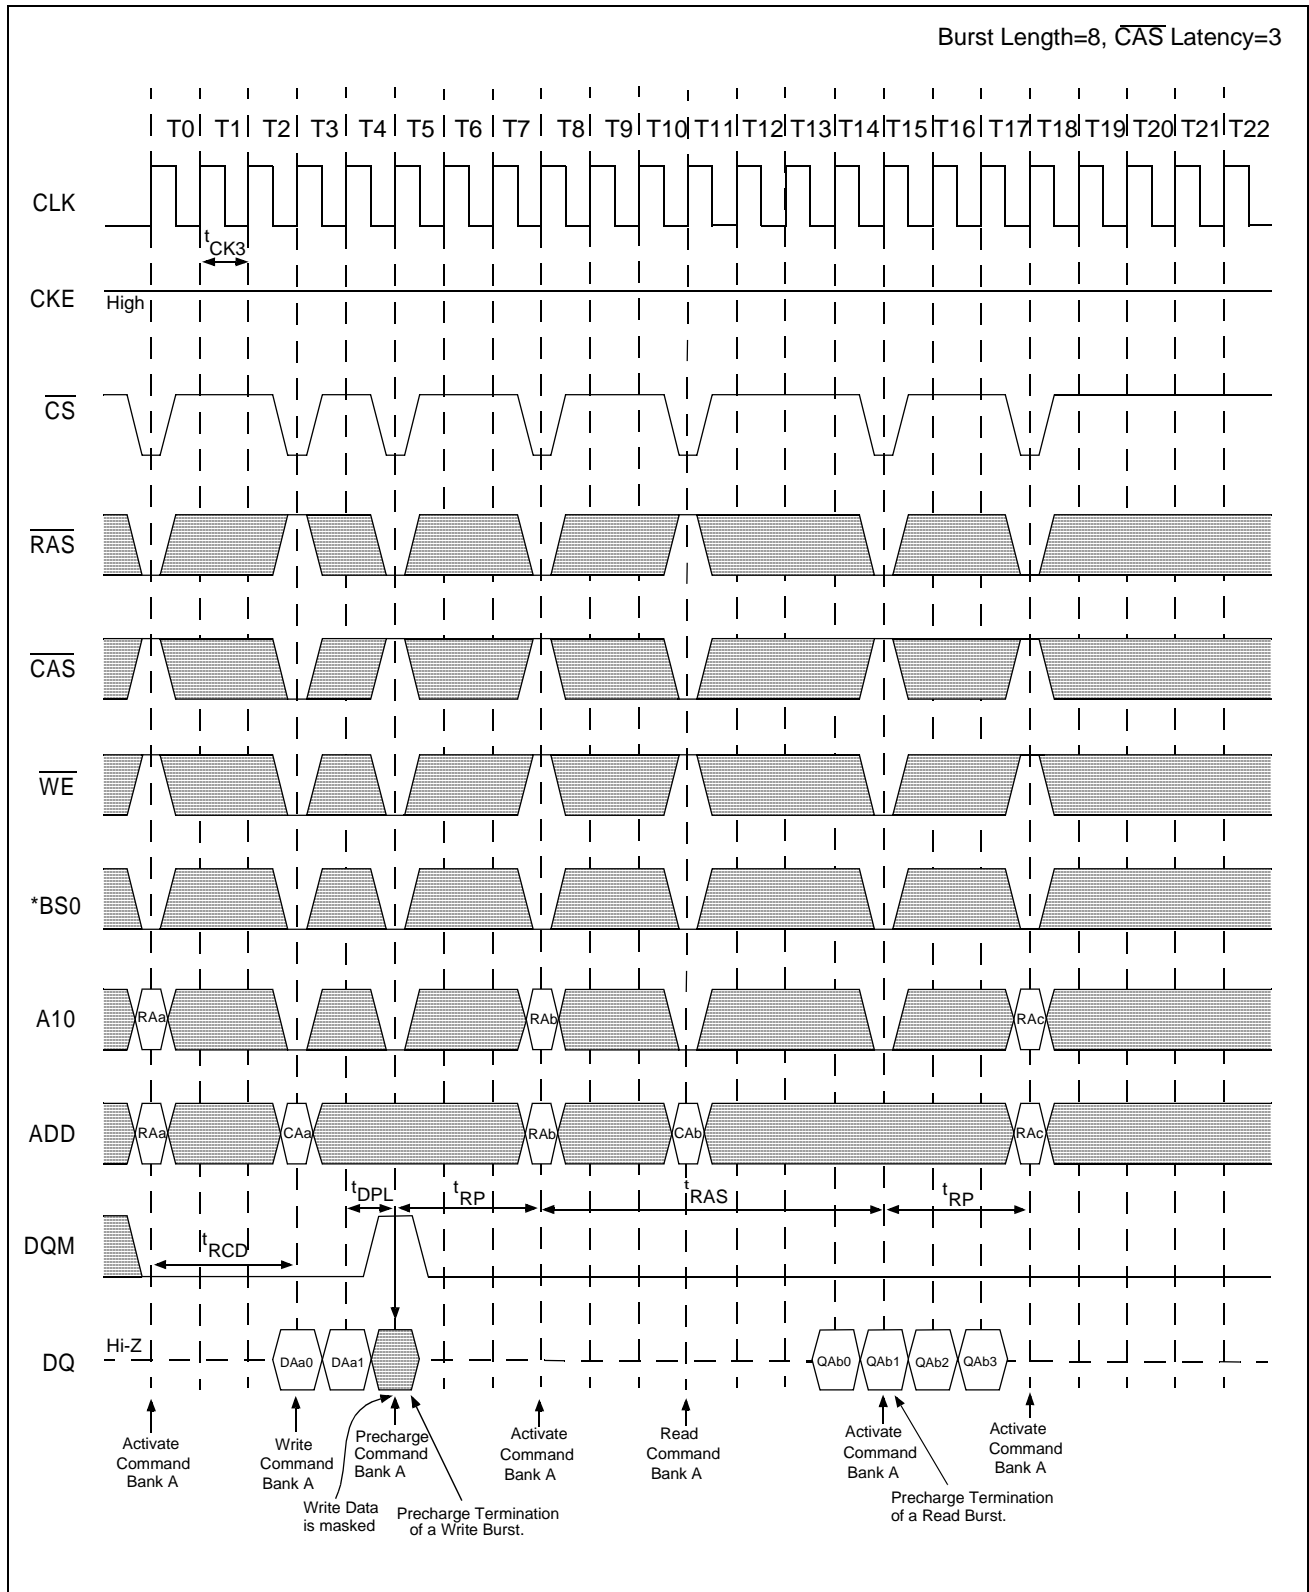 Burst Length=8, CAS Latency=3
T0 T1 T2 T3 T4 T5 T6 T7 T8 T9 T10 T11 T12 T13 T14 T15 T16 T17 T18 T19 T20 T21 T22
CLK
tCK3
CKE
High
CS
RAS
CAS
WE
*BS0
A10
RAa
RAb
RAc
ADD
RAa
CAa
RAb
CAb
RAc
tDPL
tRP
tRAS
tRP
DQM
tRCD
DQ
Hi-Z
DAa0
DAa1
QAb0
QAb1
QAb2
QAb3
Activate
Command
Bank A
Write
Command
Bank A
Precharge
Command
Bank A
Activate
Command
Bank A
Read
Command
Bank A
Activate
Command
Bank A
Activate
Command
Bank A
Write Data
is masked
Precharge Termination
of a Write Burst.
Precharge Termination
of a Read Burst.